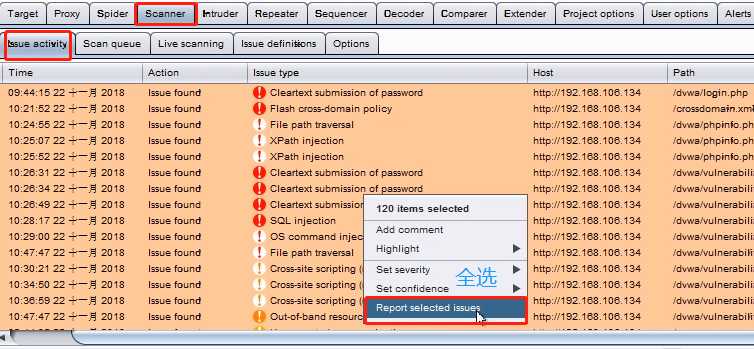 Target Proxy Spider Scanner Intruder Repeater Sequencer Decoder Comparer Extender Project options User options Alerts
Issue activity Scan queue Live scanning Issue definitions Options
Time Action Issue type Host Path
09:44:15 22 十一月 2018 Issue found Cleartext submission of password http://192.168.106.134 /dvwa/login.php
10:21:52 22 十一月 2018 Issue found Flash cross-domain policy http://192.168.106.134 /crossdomain.xm
10:24:55 22 十一月 2018 Issue found File path traversal http://192.168.106.134 /dvwa/phpinfo.ph
10:25:07 22 十一月 2018 Issue found XPath injection http://192.168.106.134 /dvwa/phpinfo.ph
10:25:52 22 十一月 2018 Issue found XPath injection http://192.168.106.134 /dvwa/phpinfo.ph
10:26:31 22 十一月 2018 Issue found Cleartext submission of password http://192.168.106.134 /dvwa/vulnerabiliz
10:26:34 22 十一月 2018 Issue found Cleartext submission of password http://192.168.106.134 /dvwa/vulnerabili
10:26:49 22 十一月 2018 Issue found Cleartext submission http://192.168.106.134 /dvwa/vulnerabili
10:28:17 22 十一月 2018 Issue found SQL injection http://192.168.106.134 /dvwa/vulnerabili
10:29:00 22 十一月 2018 Issue found OS command injec http://192.168.106.134 /dvwa/vulnerabili
10:47:47 22 十一月 2018 Issue found File path traversal http://192.168.106.134 /dvwa/vulnerabili
10:30:21 22 十一月 2018 Issue found Cross-site scripting ( http://192.168.106.134 /dvwa/vulnerabili
10:34:50 22 十一月 2018 Issue found Cross-site scripting ( http://192.168.106.134 /dvwa/vulnerabili
10:36:59 22 十一月 2018 Issue found Cross-site scripting ( http://192.168.106.134 /dvwa/vulnerabili
10:47:47 22 十一月 2018 Issue found Out-of-band resourc http://192.168.106.134 /dvwa/vulnerabili
120 items selected
Add comment
Highlight
Set severity
全选
Set confidence
Report selected issues